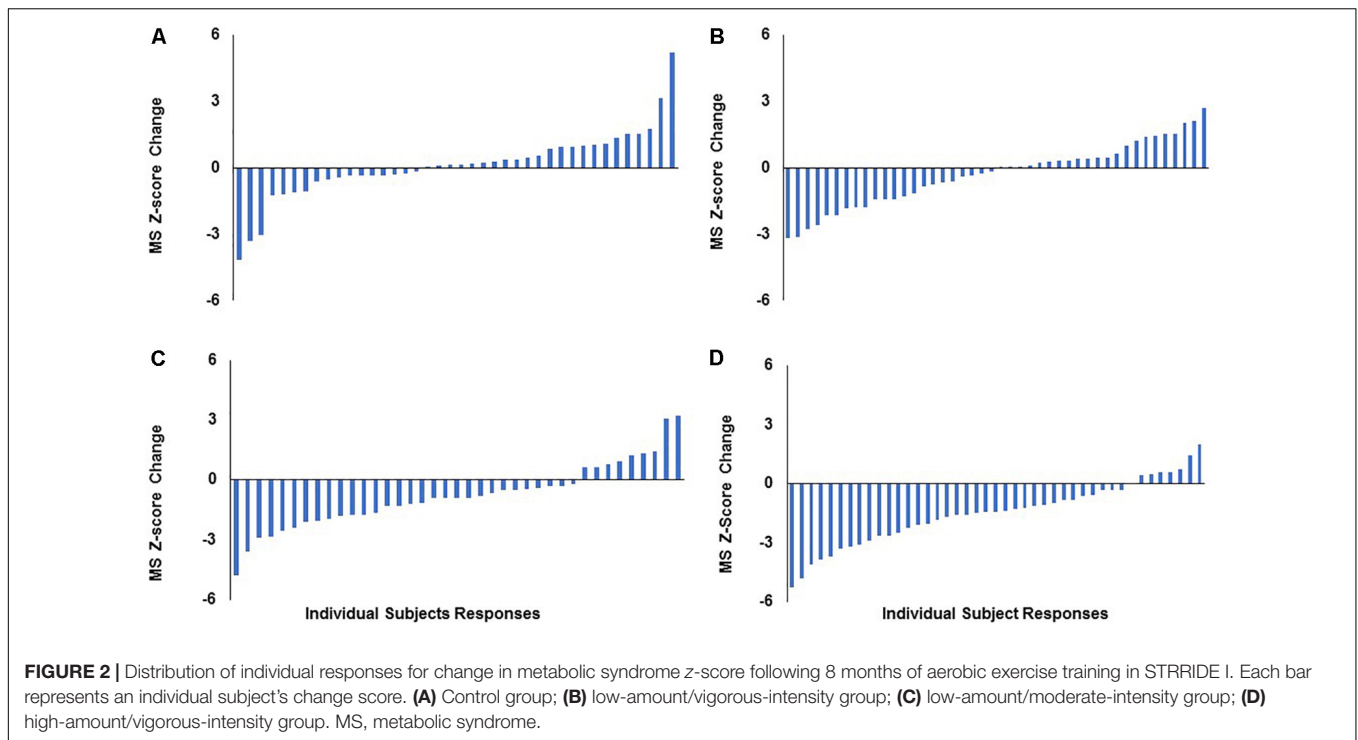 A
6
3
0
-3
-6
MS Z-score Change
B
6
3
0
-3
-6
MS Z-score Change
C
6
3
0
-3
-6
MS Z-score Change
Individual Subjects Responses
D
6
3
0
-3
-6
MS Z-Score Change
Individual Subject Responses
FIGURE 2 | Distribution of individual responses for change in metabolic syndrome z-score following 8 months of aerobic exercise training in STRRIDE I. Each bar
represents an individual subject's change score. (A) Control group; (B) low-amount/vigorous-intensity group; (C) low-amount/moderate-intensity group; (D)
high-amount/vigorous-intensity group. MS, metabolic syndrome.